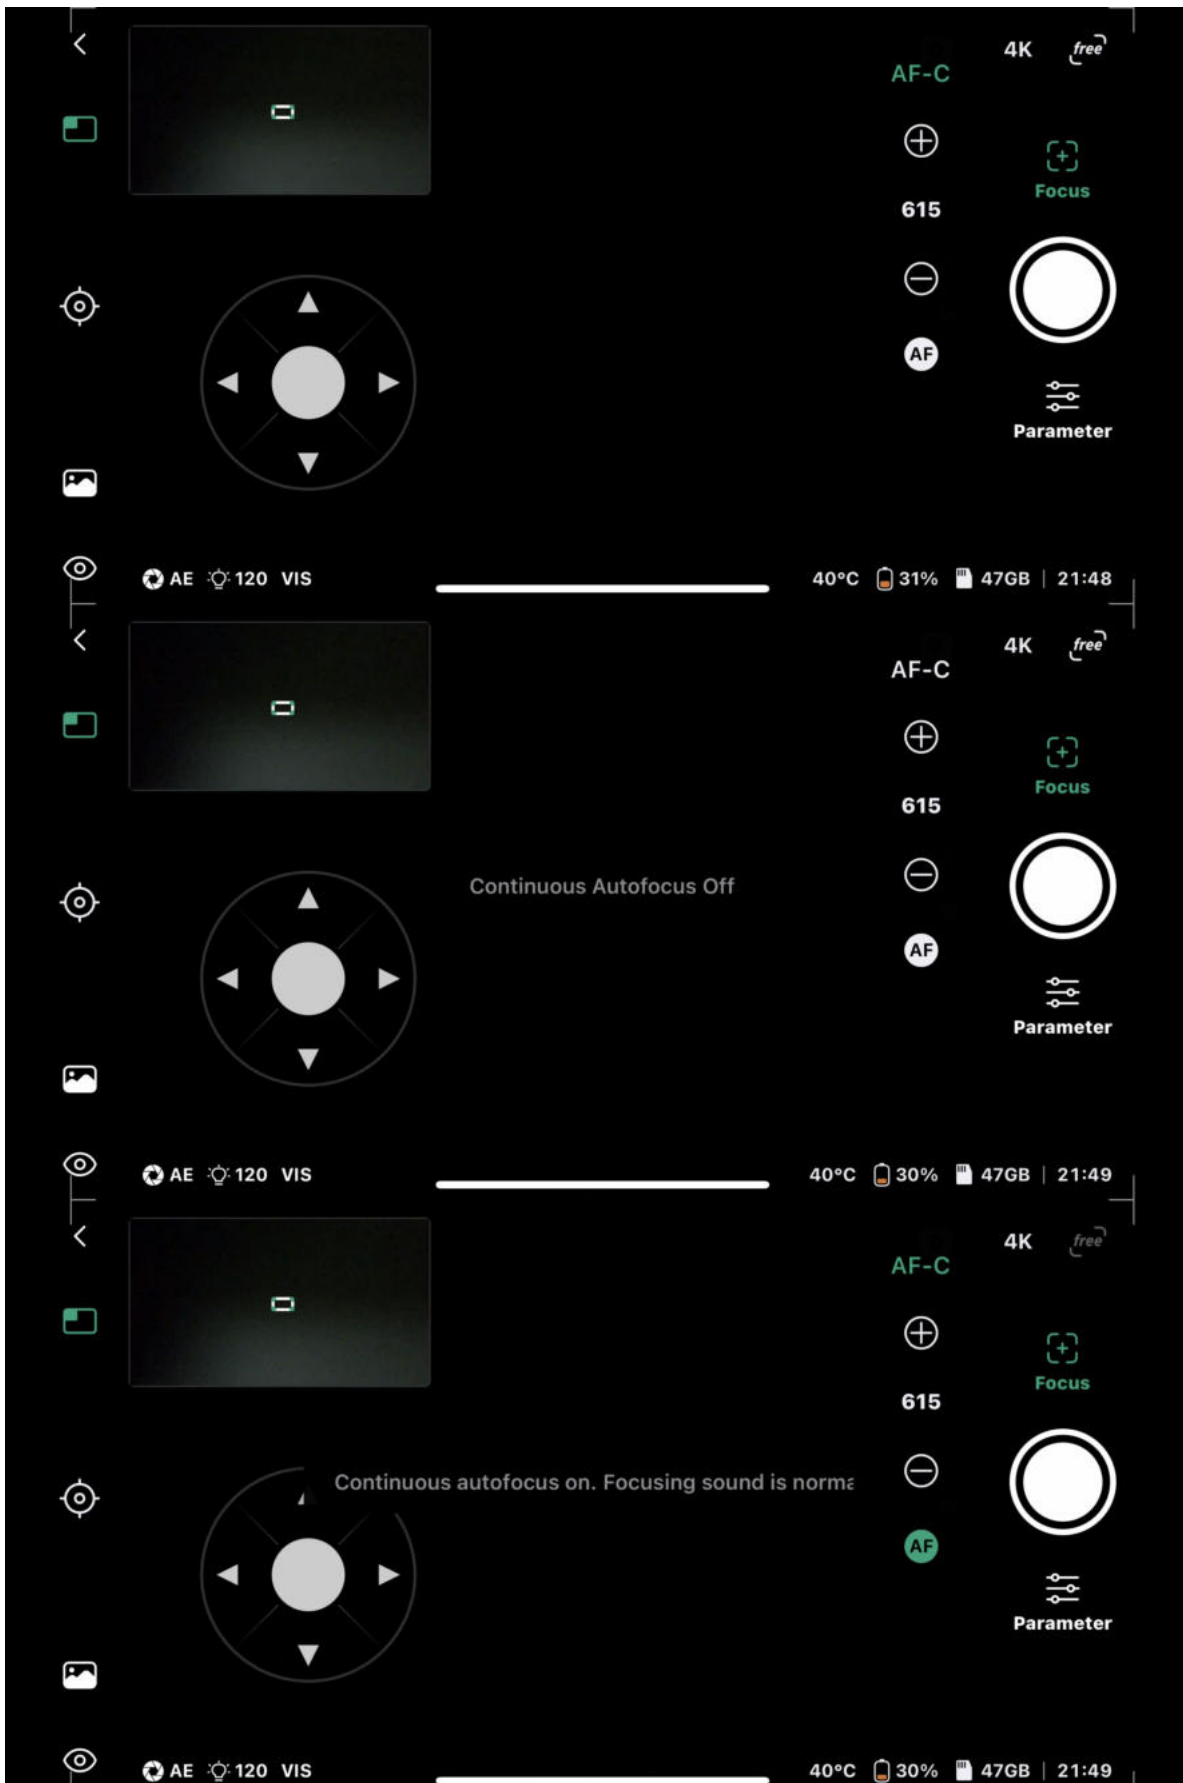 4K free
AF-C
Focus
615
AF
Parameter
AE 120 VIS 40°C 31% 47GB | 21:48
4K free
AF-C
Focus
615
Continuous Autofocus Off
AF
Parameter
AE 120 VIS 40°C 30% 47GB | 21:49
4K free
AF-C
Focus
615
Continuous autofocus on. Focusing sound is norma
AF
Parameter
AE 120 VIS 40°C 30% 47GB | 21:49